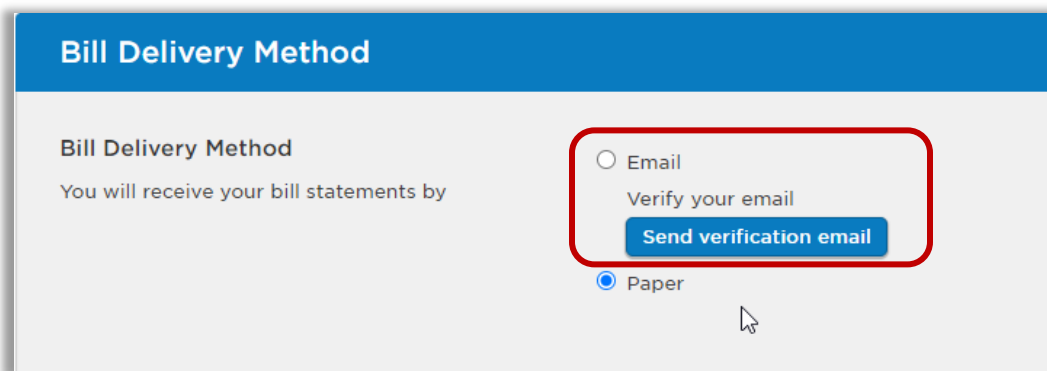 Bill Delivery Method
Bill Delivery Method
You will receive your bill statements by
Email
Verify your email
Send verification email
Paper